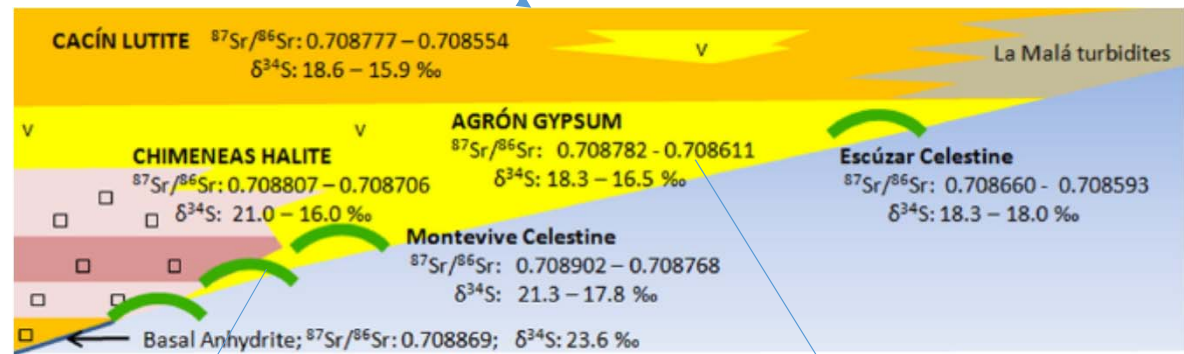 CACÍN LUTITE ⁸⁷Sr/⁸⁶Sr: 0.708777 – 0.708554
δ³⁴S: 18.6 – 15.9 ‰
V
La Malá turbidites
V
V
AGRÓN GYPSUM
⁸⁷Sr/⁸⁶Sr: 0.708782 - 0.708611
δ³⁴S: 18.3 – 16.5 ‰
CHIMENEAS HALITE
⁸⁷Sr/⁸⁶Sr: 0.708807 – 0.708706
δ³⁴S: 21.0 – 16.0 ‰
Escúzar Celestine
⁸⁷Sr/⁸⁶Sr: 0.708660 - 0.708593
δ³⁴S: 18.3 – 18.0 ‰
Montevive Celestine
⁸⁷Sr/⁸⁶Sr: 0.708902 – 0.708768
δ³⁴S: 21.3 – 17.8 ‰
Basal Anhydrite; ⁸⁷Sr/⁸⁶Sr: 0.708869; δ³⁴S: 23.6 ‰